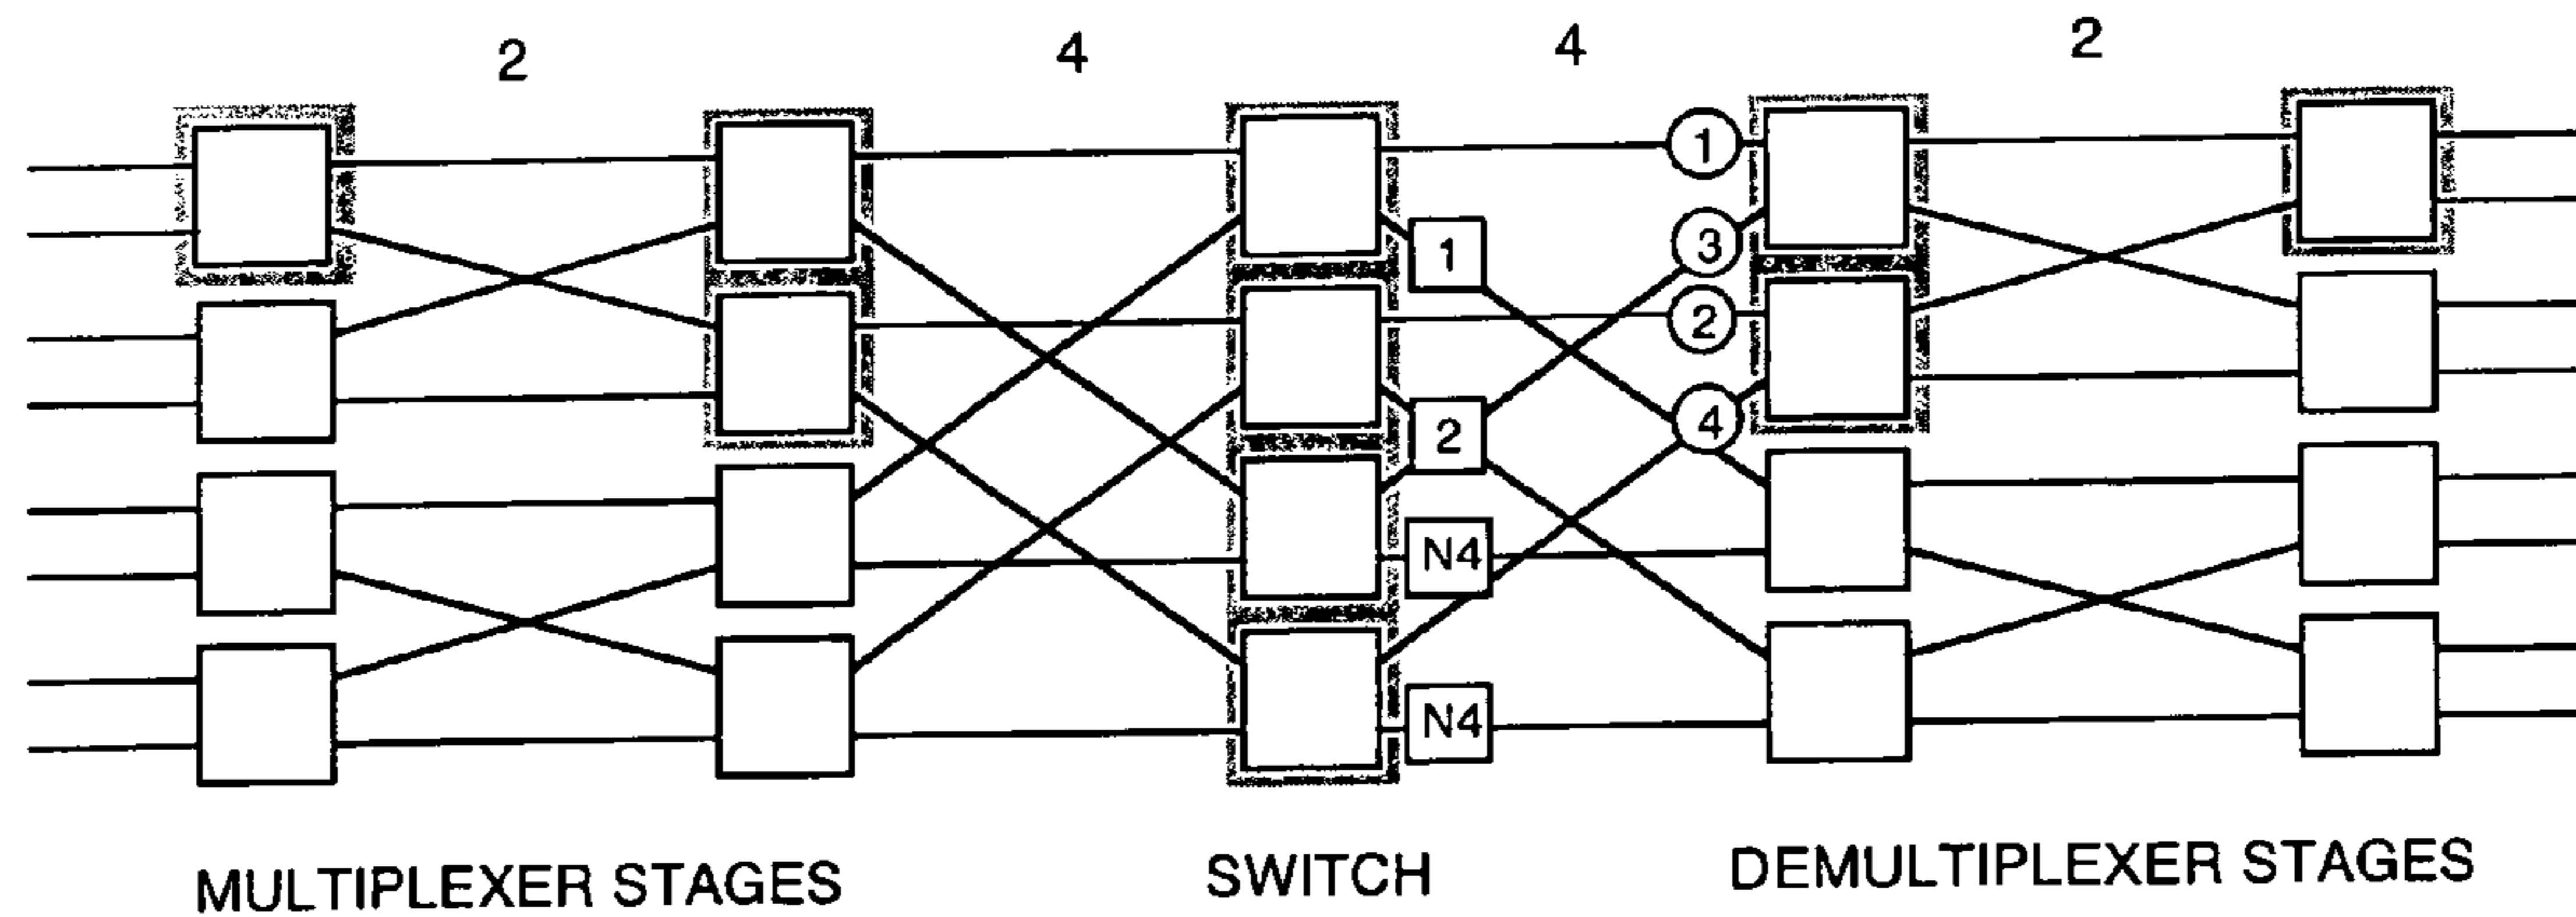 2 4 4 2
1
1
3
2
2
4
N4
N4
MULTIPLEXER STAGES SWITCH DEMULTIPLEXER STAGES